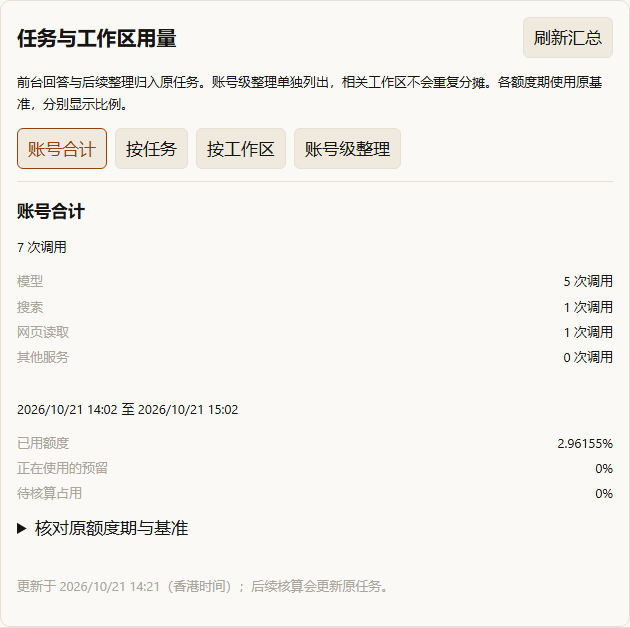 任务与工作区用量
刷新汇总
前台回答与后续整理归入原任务。账号级整理单独列出，相关工作区不会重复分摊。各额度期使用原基
准，分别显示比例。
账号合计
按任务
按工作区
账号级整理
账号合计
7 次调用
模型 5 次调用
搜索 1 次调用
网页读取 1 次调用
其他服务 0 次调用
2026/10/21 14:02 至 2026/10/21 15:02
已用额度 2.96155%
正在使用的预留 0%
待核算占用 0%
▶ 核对原额度期与基准
更新于 2026/10/21 14:21（香港时间）；后续核算会更新原任务。